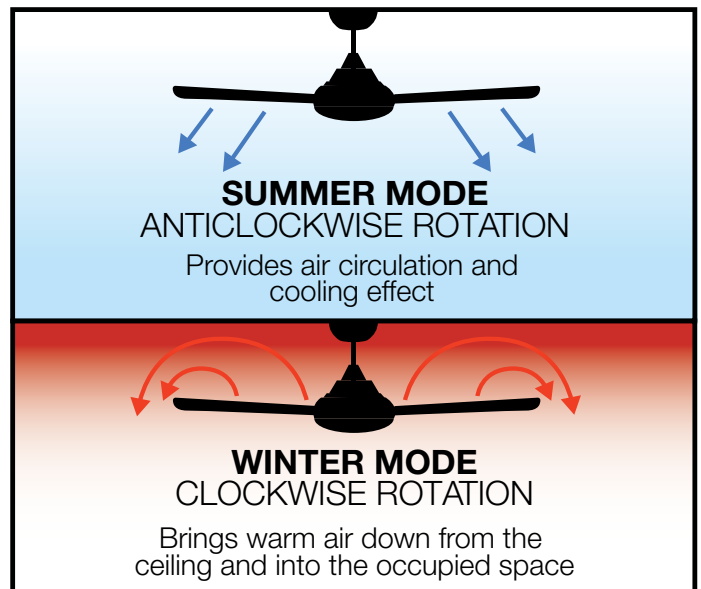 SUMMER MODE
ANTICLOCKWISE ROTATION
Provides air circulation and
cooling effect
WINTER MODE
CLOCKWISE ROTATION
Brings warm air down from the
ceiling and into the occupied space